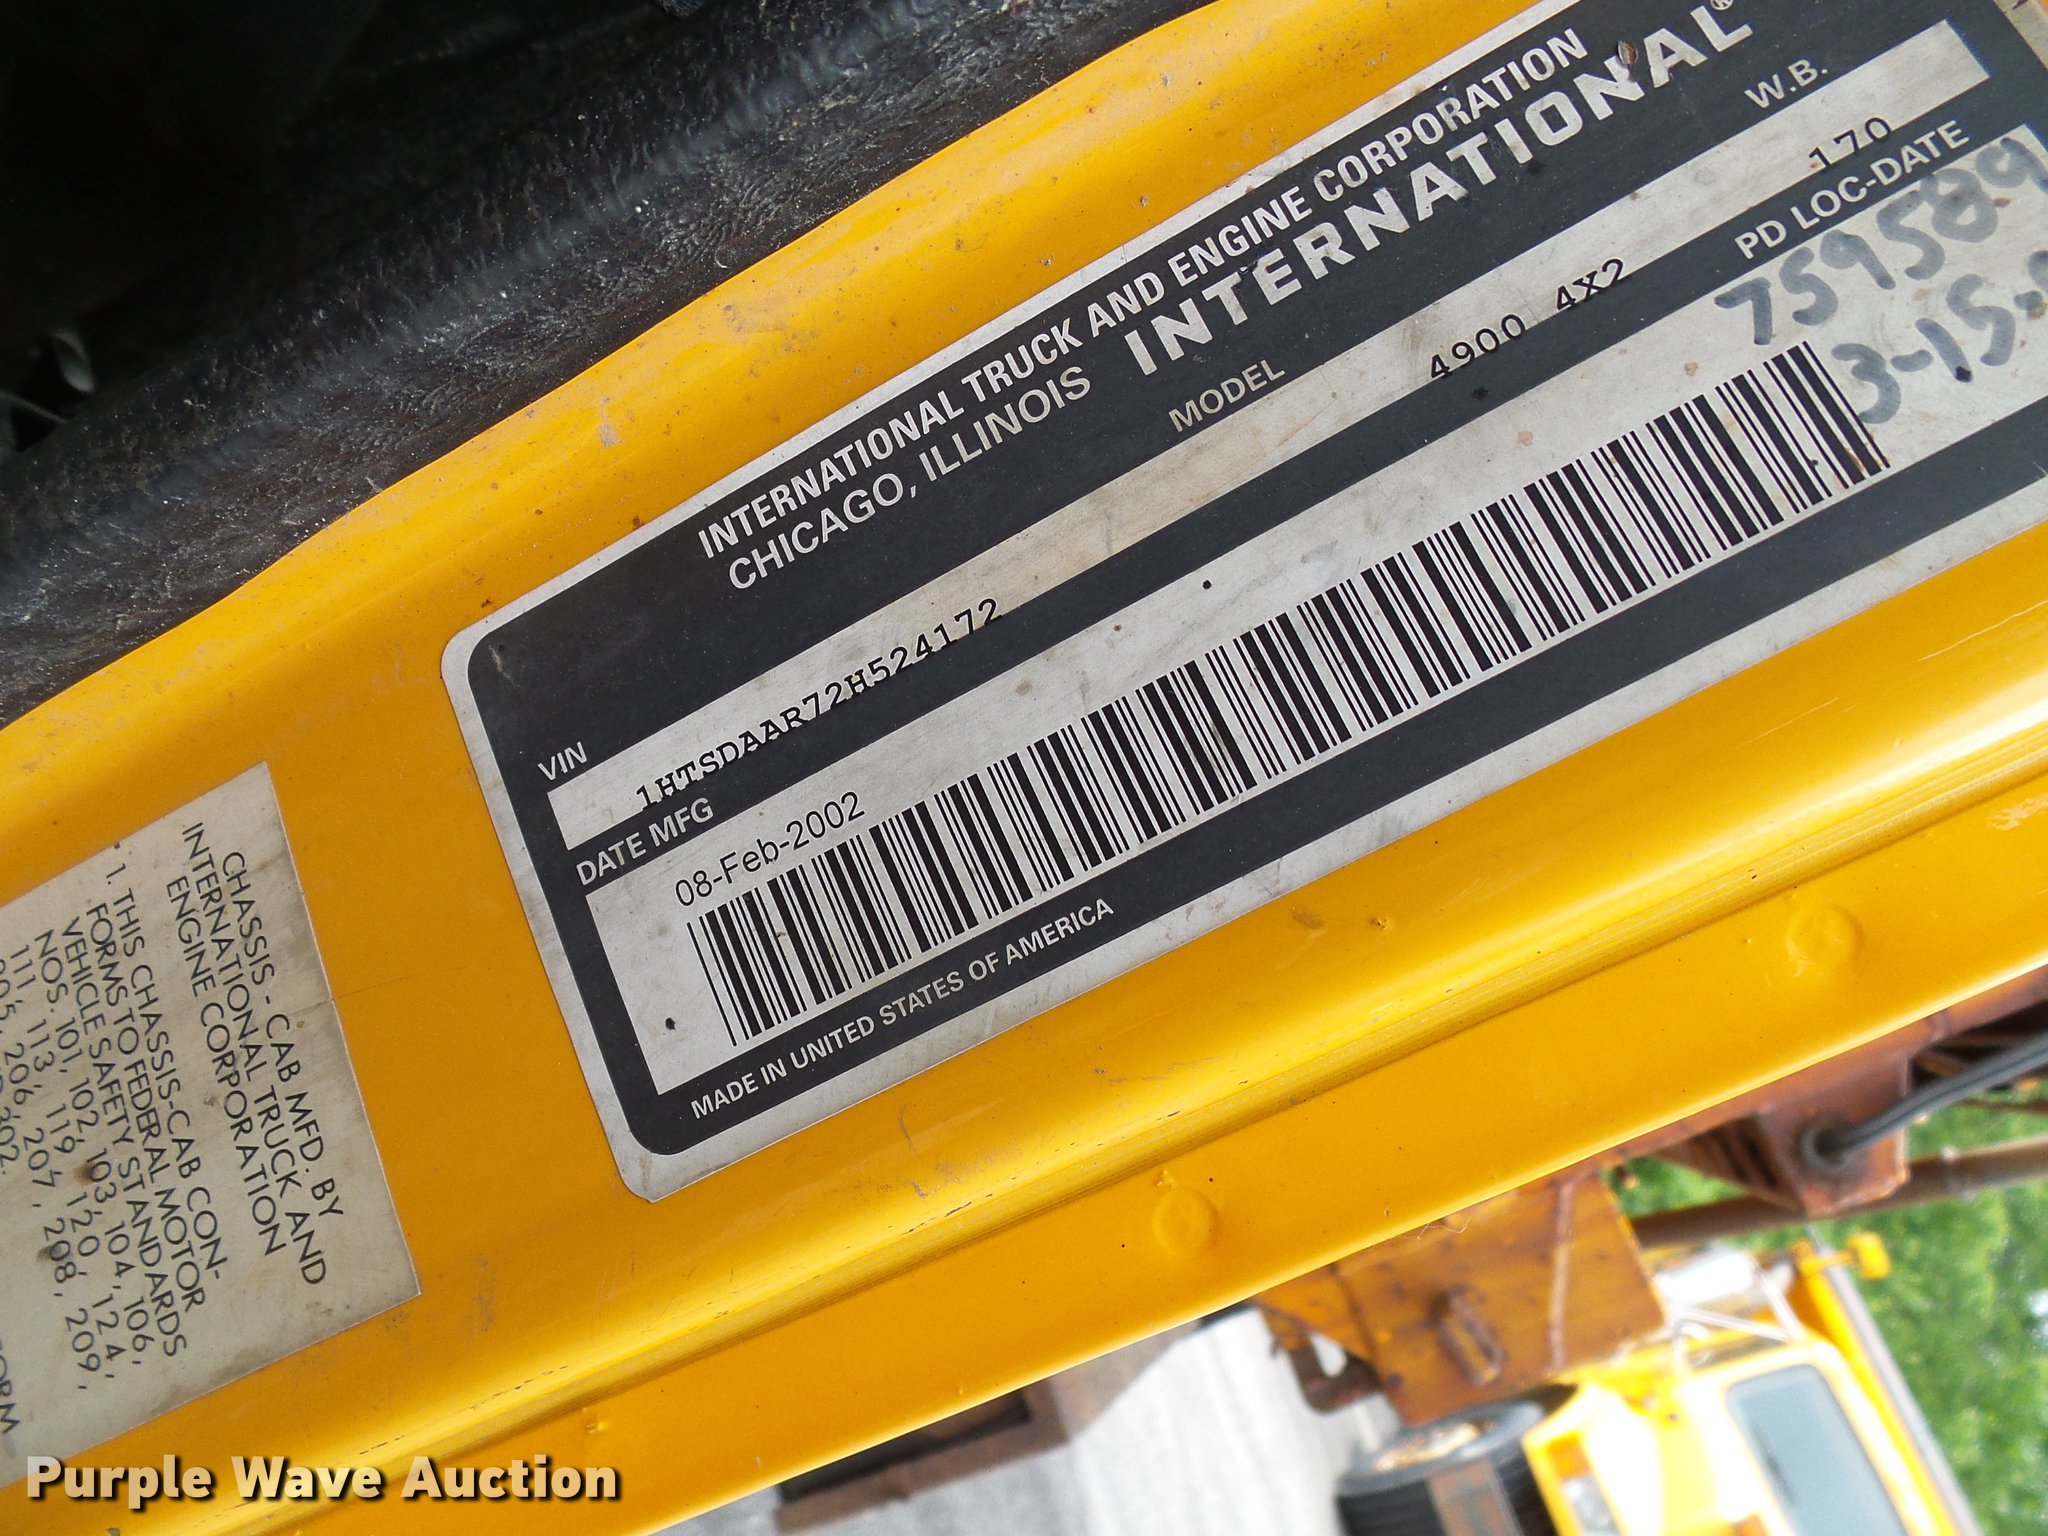 INTERNATIONAL TRUCK AND ENGINE CORPORATION
CHICAGO, ILLINOIS INTERNATIONAL®
VIN MODEL W.B.
1HTSDAAR72H524172 4900 4X2 170
DATE MFG PD LOC-DATE
08-Feb-2002 759589
3-15-
MADE IN UNITED STATES OF AMERICA
CHASSIS - CAB MFD. BY
INTERNATIONAL TRUCK AND
ENGINE CORPORATION
1. THIS CHASSIS-CAB CON-
FORMS TO FEDERAL MOTOR
VEHICLE SAFETY STANDARDS
NOS. 101, 102, 103, 104, 106,
111, 113, 119, 120, 124,
205, 206, 207, 208, 209,
302.
FORM
Purple Wave Auction